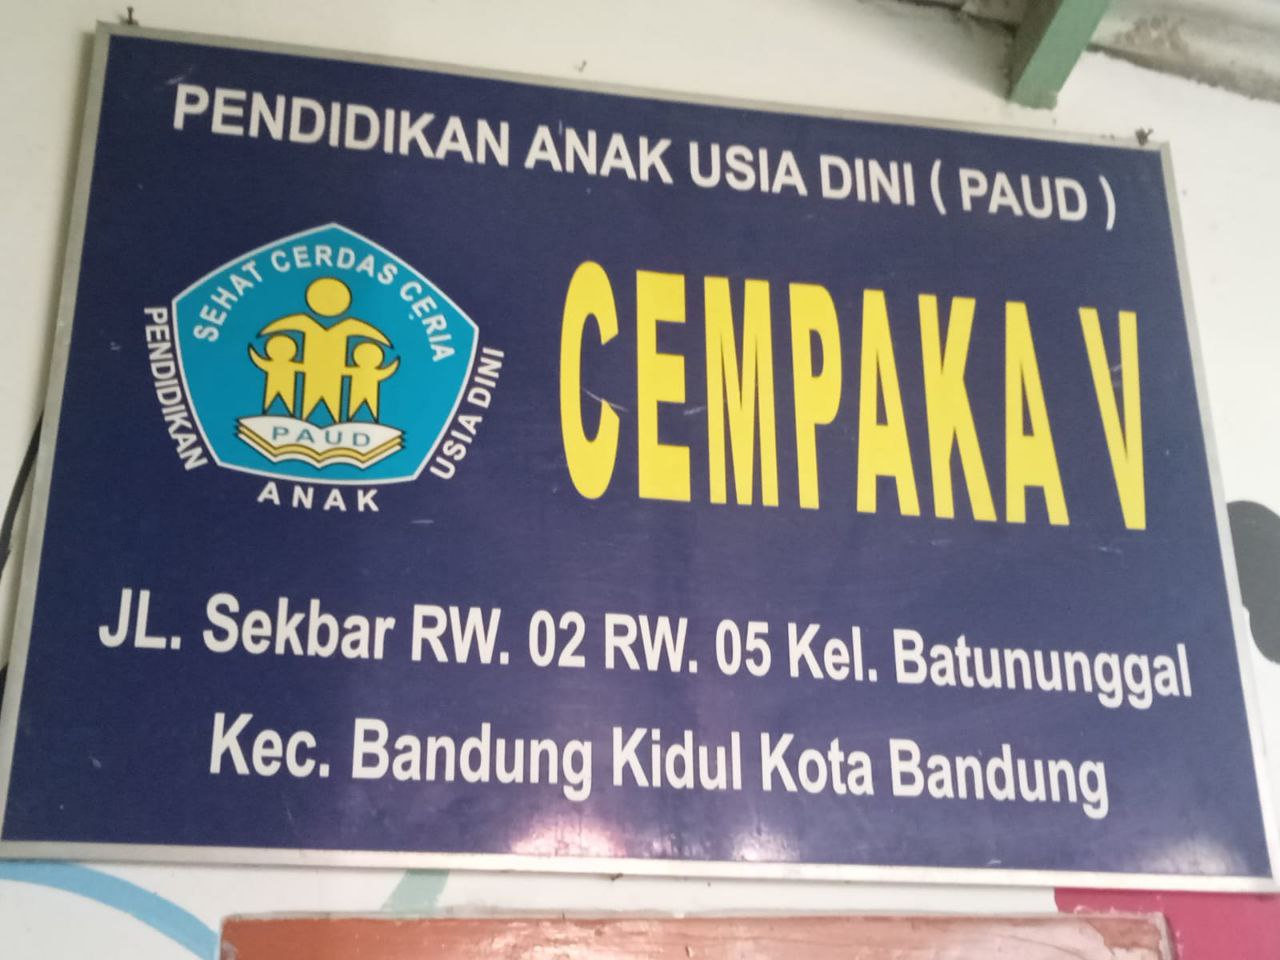 PENDIDIKAN ANAK USIA DINI ( PAUD )
SEHAT CERDAS CERIA
PAUD
PENDIDIKAN
ANAK
USIA DINI
CEMPAKA V
JL. Sekbar RW. 02 RW. 05 Kel. Batununggal
Kec. Bandung Kidul Kota Bandung